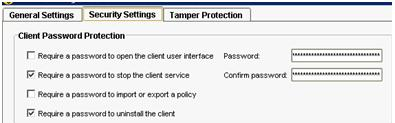 General Settings Security Settings Tamper Protection
Client Password Protection
Require a password to open the client user interface Password: ********************************
Require a password to stop the client service Confirm password: ********************************
Require a password to import or export a policy
Require a password to uninstall the client